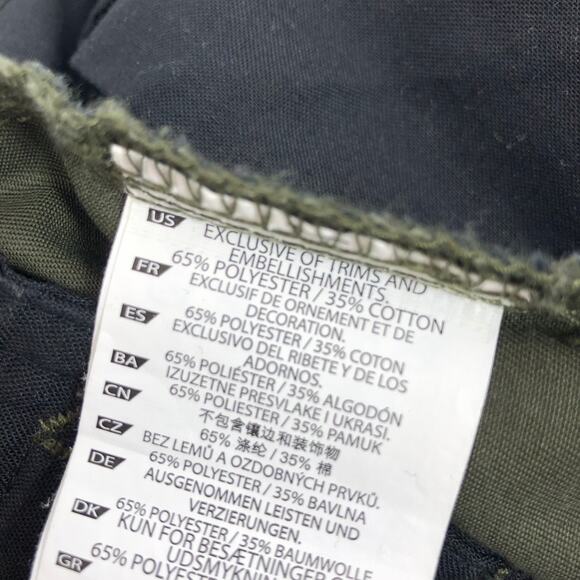 US EXCLUSIVE OF TRIMS AND
EMBELLISHMENTS.
FR 65% POLYESTER / 35% COTTON
EXCLUSIF DE ORNEMENT ET DE
DECORATION.
ES 65% POLYESTER / 35% COTON
EXCLUSIVO DEL RIBETE Y DE LOS
ADORNOS.
BA 65% POLIÉSTER / 35% ALGODÓN
IZUZETNE PRESVLAKE I UKRASI.
CN 65% POLIESTER / 35% PAMUK
不包含镶边和装饰物
CZ 65% 涤纶 / 35% 棉
BEZ LEMŮ A OZDOBNÝCH PRVKŮ.
DE 65% POLYESTER / 35% BAVLNA
AUSGENOMMEN LEISTEN UND
VERZIERUNGEN.
DK 65% POLYESTER / 35% BAUMWOLLE
KUN FOR BESÆTNINGER
UDSMYKNIN
GR 65% POLYESTER